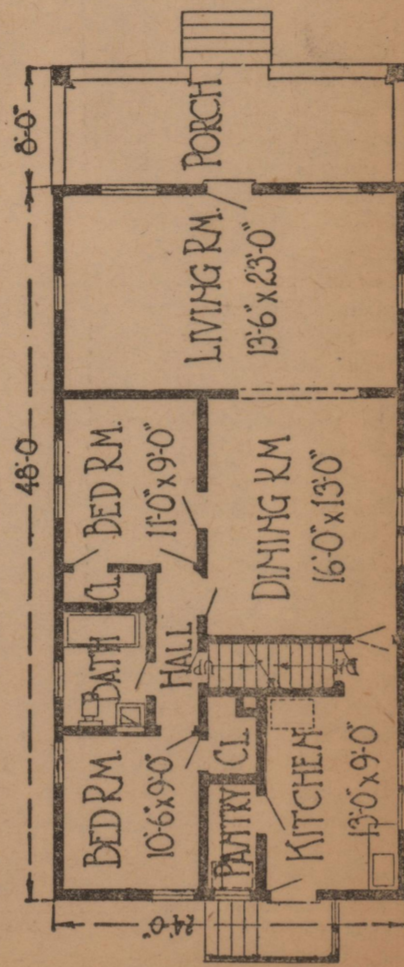 8'-0"
PORCH
48'-0
LIVING RM.
13'-6" x 23'-0"
BED RM.
11'-0" x 9'-0"
CL.
BATH
HALL
DINING RM
16'-0" x 13'-0"
BED RM.
10'-6" x 9'-0"
CL.
PANTRY
KITCHEN
13'-0" x 9'-0"
24'-0"